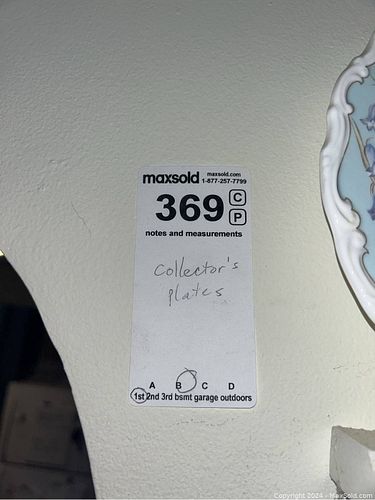 maxsold maxsold.com
1-877-257-7799
369 C
P
notes and measurements
collector's
plates
A B C D
1st 2nd 3rd bsmt garage outdoors
Copyright 2024 - MaxSold.com